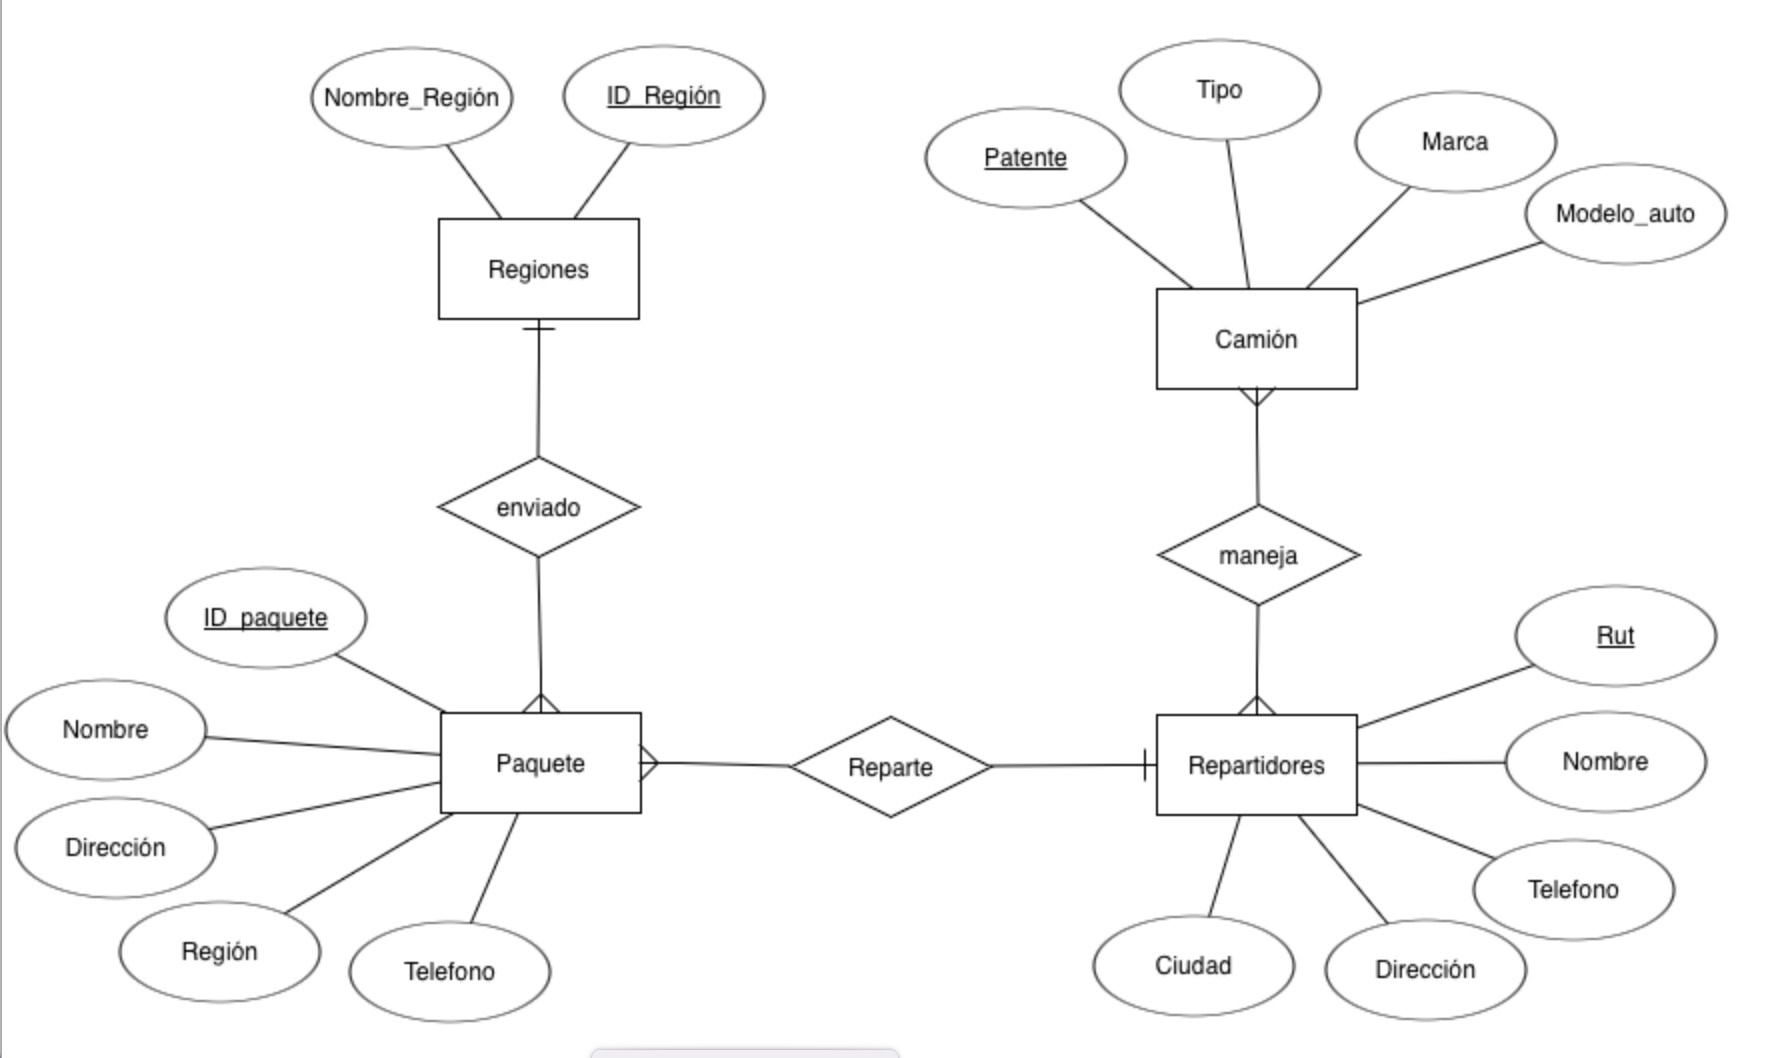 Nombre_Región
ID_Región
Tipo
Patente
Marca
Modelo_auto
Regiones
Camión
enviado
maneja
ID_paquete
Rut
Nombre
Paquete
Reparte
Repartidores
Nombre
Dirección
Telefono
Región
Telefono
Ciudad
Dirección